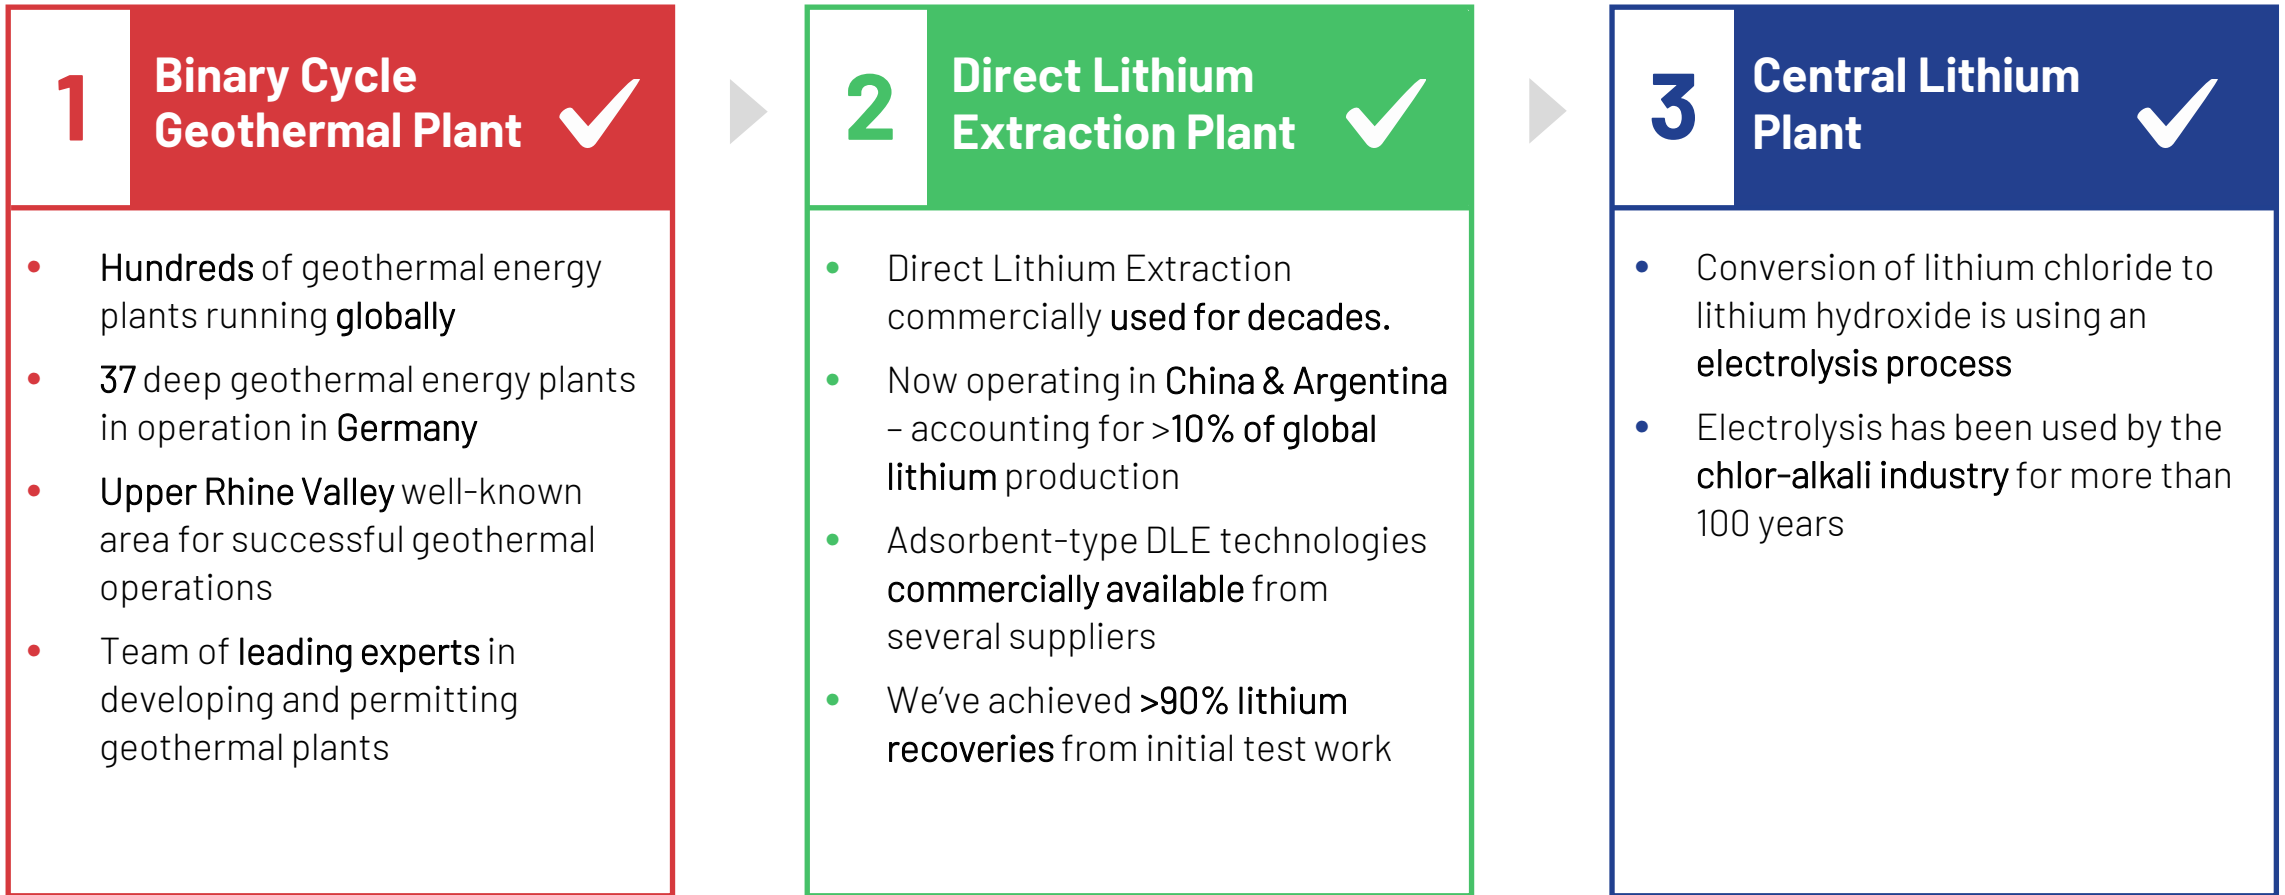 1
Binary Cycle
Geothermal Plant
• Hundreds of geothermal energy
plants running globally
• 37 deep geothermal energy plants
in operation in Germany
• Upper Rhine Valley well-known
area for successful geothermal
operations
• Team of leading experts in
developing and permitting
geothermal plants
2
Direct Lithium
Extraction Plant
• Direct Lithium Extraction
commercially used for decades.
• Now operating in China & Argentina
– accounting for >10% of global
lithium production
• Adsorbent-type DLE technologies
commercially available from
several suppliers
• We’ve achieved >90% lithium
recoveries from initial test work
3
Central Lithium
Plant
• Conversion of lithium chloride to
lithium hydroxide is using an
electrolysis process
• Electrolysis has been used by the
chlor-alkali industry for more than
100 years